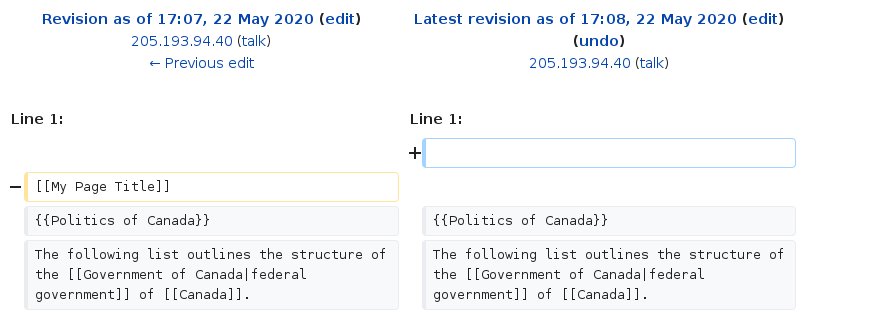 Revision as of 17:07, 22 May 2020 (edit)
205.193.94.40 (talk)
← Previous edit
Latest revision as of 17:08, 22 May 2020 (edit)
(undo)
205.193.94.40 (talk)
Line 1:
Line 1:
+
− [[My Page Title]]
{{Politics of Canada}}
{{Politics of Canada}}
The following list outlines the structure of
the [[Government of Canada|federal
government]] of [[Canada]].
The following list outlines the structure of
the [[Government of Canada|federal
government]] of [[Canada]].